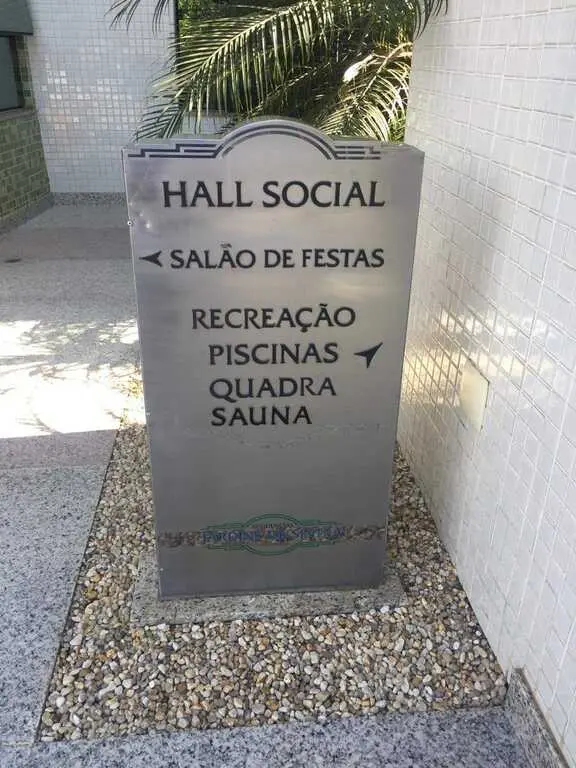 HALL SOCIAL
SALÃO DE FESTAS
RECREAÇÃO
PISCINAS
QUADRA
SAUNA